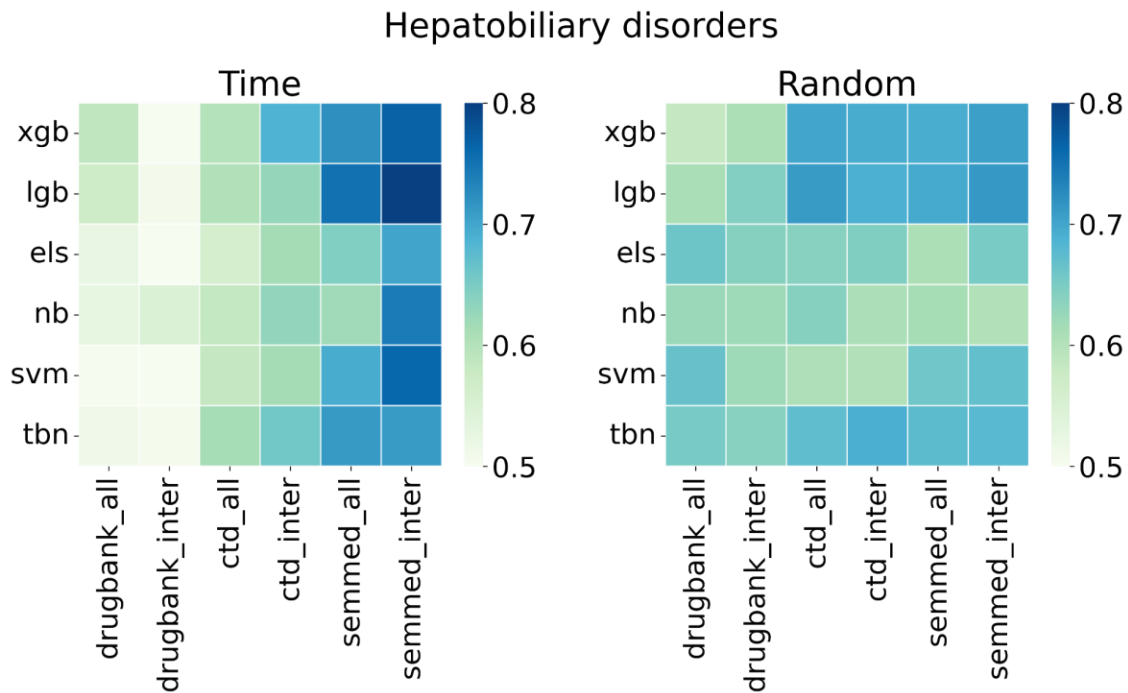 Hepatobiliary disorders
Time
xgb
lgb
els
nb
svm
tbn
drugbank_all
drugbank_inter
ctd_all
ctd_inter
semmed_all
semmed_inter
0.8
0.7
0.6
0.5
Random
xgb
lgb
els
nb
svm
tbn
drugbank_all
drugbank_inter
ctd_all
ctd_inter
semmed_all
semmed_inter
0.8
0.7
0.6
0.5